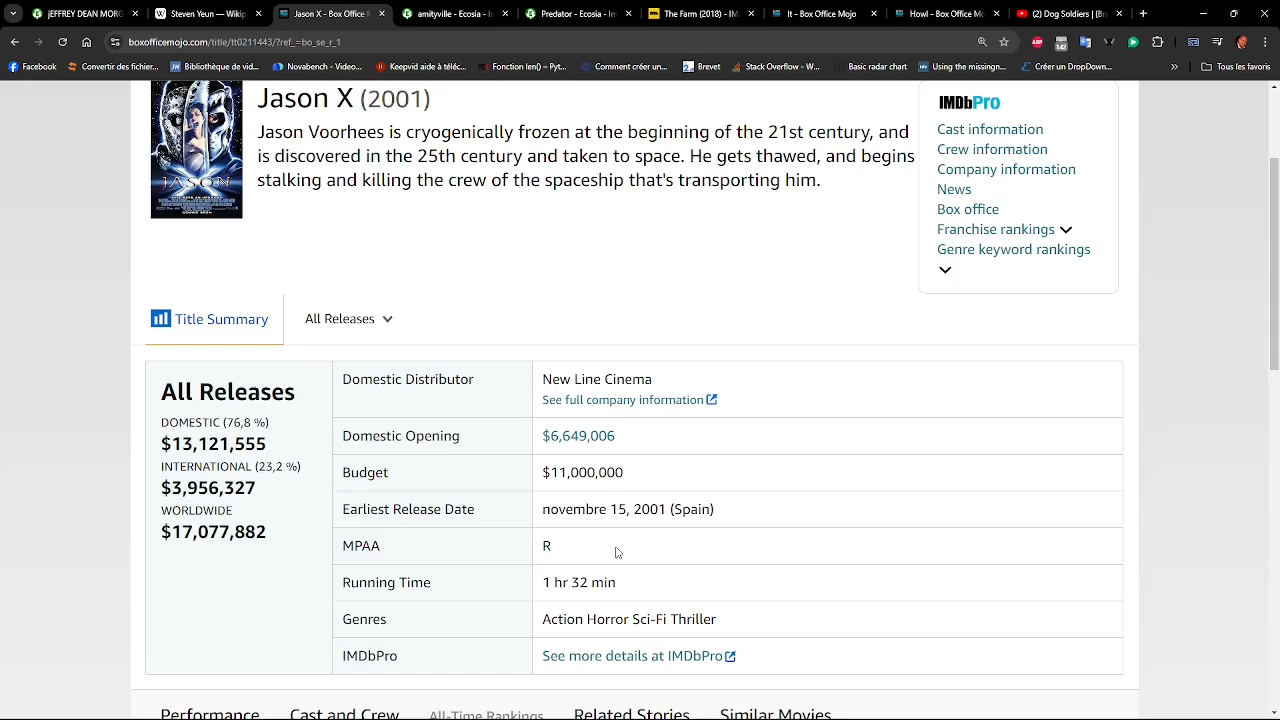 jEFFREY DEAN MORG
Steven Yeun – Wikip
Jason X - Box Office
amityville - Ecosia - In
Predator - Ecosia - Im
The Farm (2018) - IM
It - Box Office Mojo
Howl - Box Office Mo
(2) Dog Soldiers | (Br
boxofficemojo.com/title/tt0211443/?ref_=bo_se_r_1
ABP
142
Facebook
Convertir des fichier...
Bibliothèque de vid...
Novabench - Video...
Keepvid aide à téléc...
Fonction len() – Pyt...
Comment créer un...
Brevet
Stack Overflow - W...
Basic radar chart
Using the missingn...
Créer un DropDown...
»
Tous les favoris
Jason X (2001)
Jason Voorhees is cryogenically frozen at the beginning of the 21st century, and
is discovered in the 25th century and taken to space. He gets thawed, and begins
stalking and killing the crew of the spaceship that's transporting him.
JASON
IMDbPro
Cast information
Crew information
Company information
News
Box office
Franchise rankings
Genre keyword rankings
Title Summary
All Releases
All Releases
DOMESTIC (76,8 %)
$13,121,555
INTERNATIONAL (23,2 %)
$3,956,327
WORLDWIDE
$17,077,882
Domestic Distributor
New Line Cinema
See full company information
Domestic Opening
$6,649,006
Budget
$11,000,000
Earliest Release Date
novembre 15, 2001 (Spain)
MPAA
R
Running Time
1 hr 32 min
Genres
Action Horror Sci-Fi Thriller
IMDbPro
See more details at IMDbPro
Performance
Cast and Crew
All-Time Rankings
Related Stories
Similar Movies